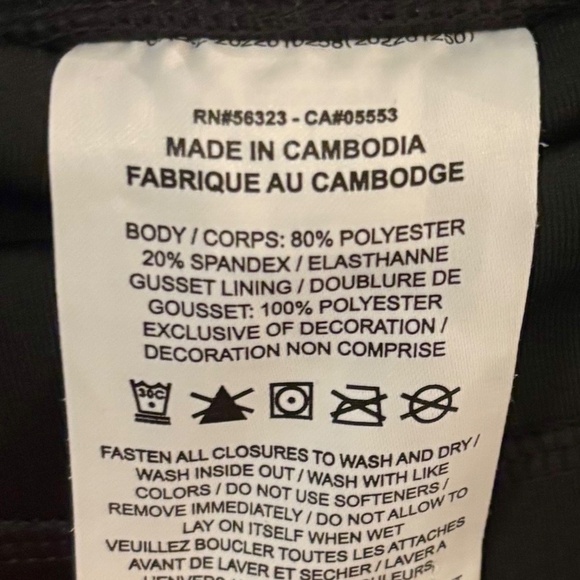 RN#56323 - CA#05553
MADE IN CAMBODIA
FABRIQUE AU CAMBODGE
BODY / CORPS: 80% POLYESTER
20% SPANDEX / ELASTHANNE
GUSSET LINING / DOUBLURE DE
GOUSSET: 100% POLYESTER
EXCLUSIVE OF DECORATION /
DECORATION NON COMPRISE
30C
FASTEN ALL CLOSURES TO WASH AND DRY /
WASH INSIDE OUT / WASH WITH LIKE
COLORS / DO NOT USE SOFTENERS /
REMOVE IMMEDIATELY / DO NOT ALLOW TO
LAY ON ITSELF WHEN WET
VEUILLEZ BOUCLER TOUTES LES ATTACHES
AVANT DE LAVER ET SÉCHER / LAVER À
L'ENVERS